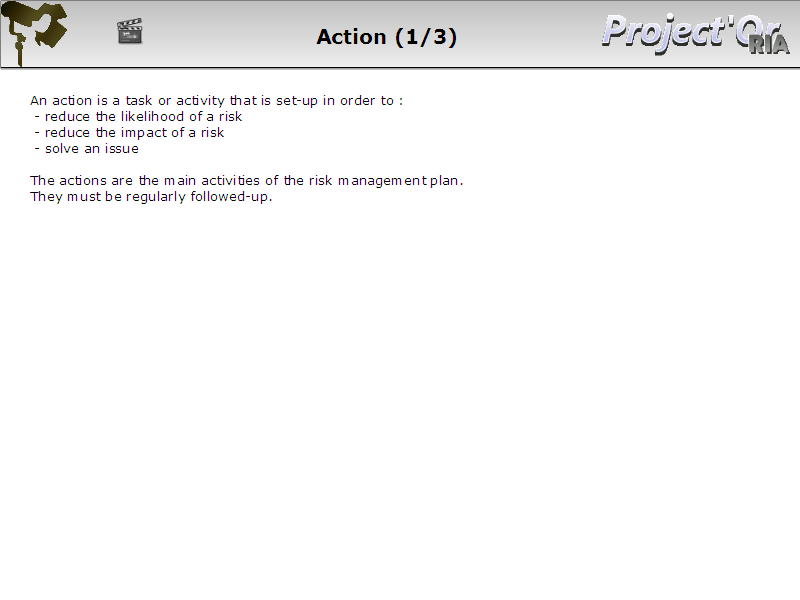 Action (1/3)
Project'Or
RIA
An action is a task or activity that is set-up in order to :
- reduce the likelihood of a risk
- reduce the impact of a risk
- solve an issue
The actions are the main activities of the risk management plan.
They must be regularly followed-up.